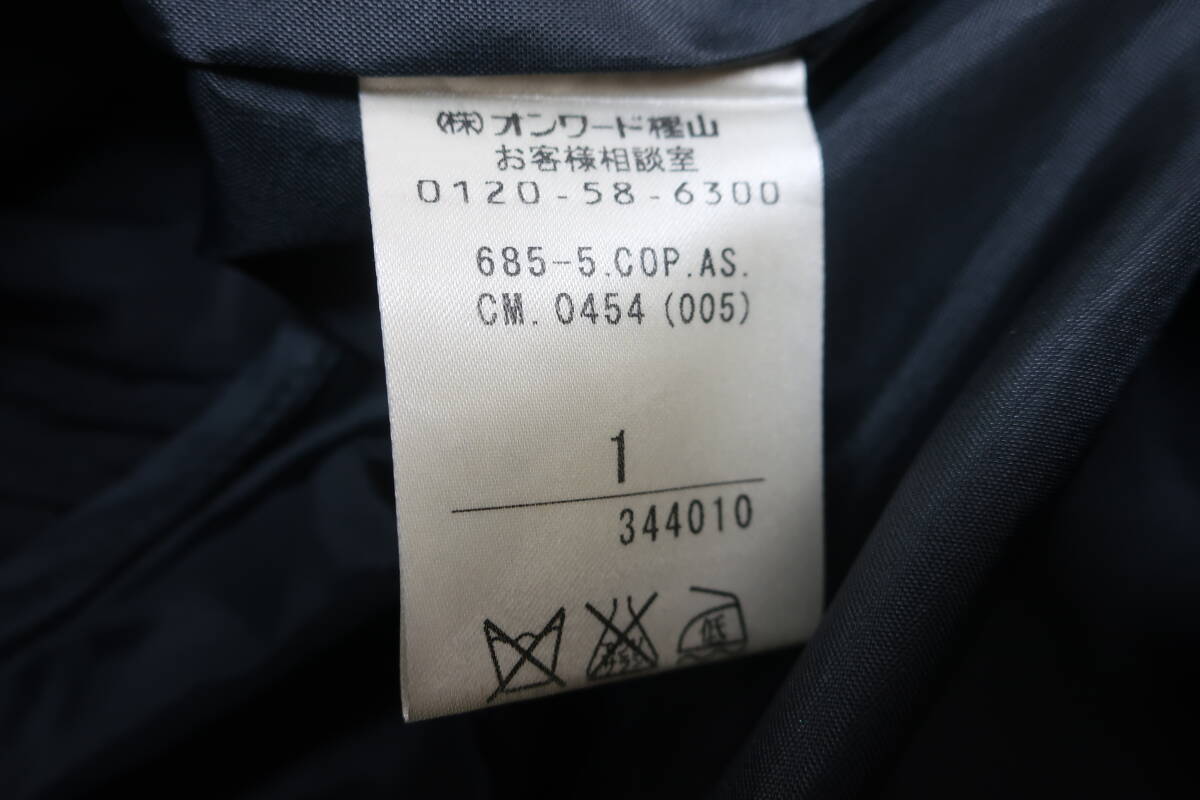 (株)オンワード樫山
お客様相談室
0120-58-6300
685-5.COP.AS.
CM.0454(005)
1
344010
低